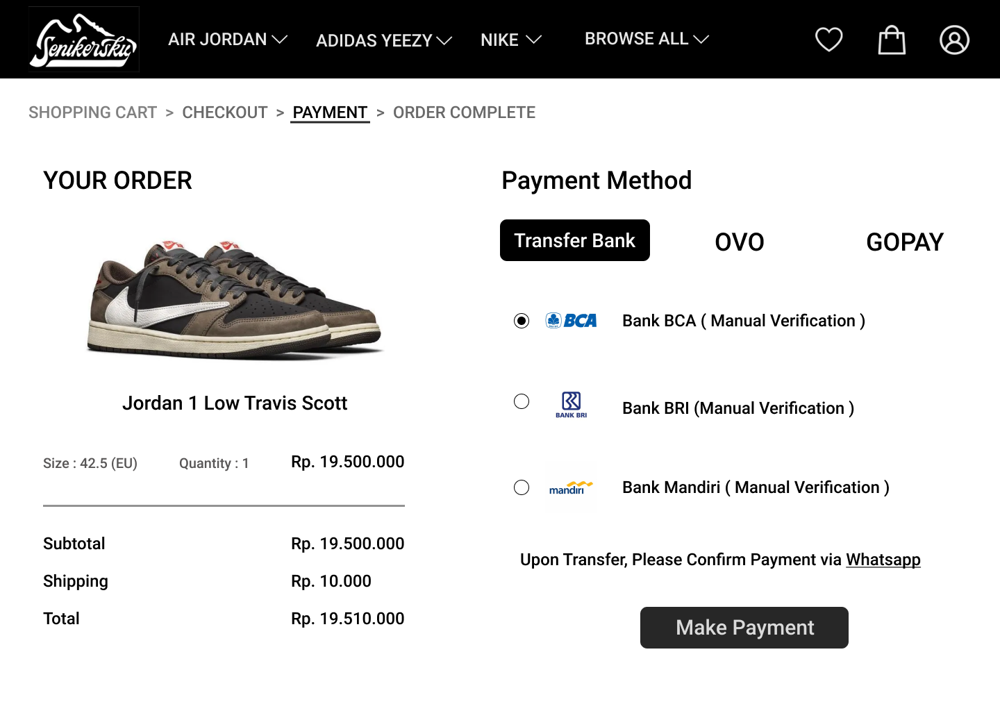 Senikersku
AIR JORDAN
ADIDAS YEEZY
NIKE
BROWSE ALL
SHOPPING CART > CHECKOUT > PAYMENT > ORDER COMPLETE
YOUR ORDER
Jordan 1 Low Travis Scott
Size : 42.5 (EU) Quantity : 1 Rp. 19.500.000
Subtotal Rp. 19.500.000
Shipping Rp. 10.000
Total Rp. 19.510.000
Payment Method
Transfer Bank OVO GOPAY
BCA Bank BCA ( Manual Verification )
BANK BRI Bank BRI (Manual Verification )
mandiri Bank Mandiri ( Manual Verification )
Upon Transfer, Please Confirm Payment via Whatsapp
Make Payment